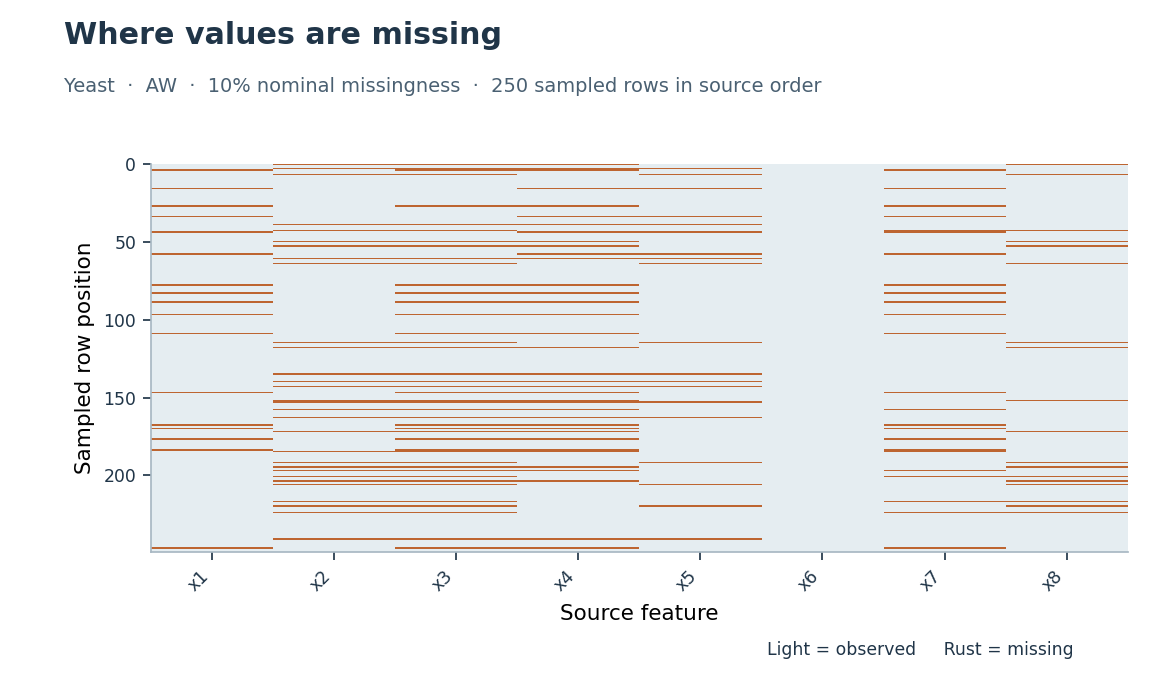 Where values are missing
Yeast · AW · 10% nominal missingness · 250 sampled rows in source order
0
50
100
150
200
Sampled row position
x1 x2 x3 x4 x5 x6 x7 x8
Source feature
Light = observed Rust = missing